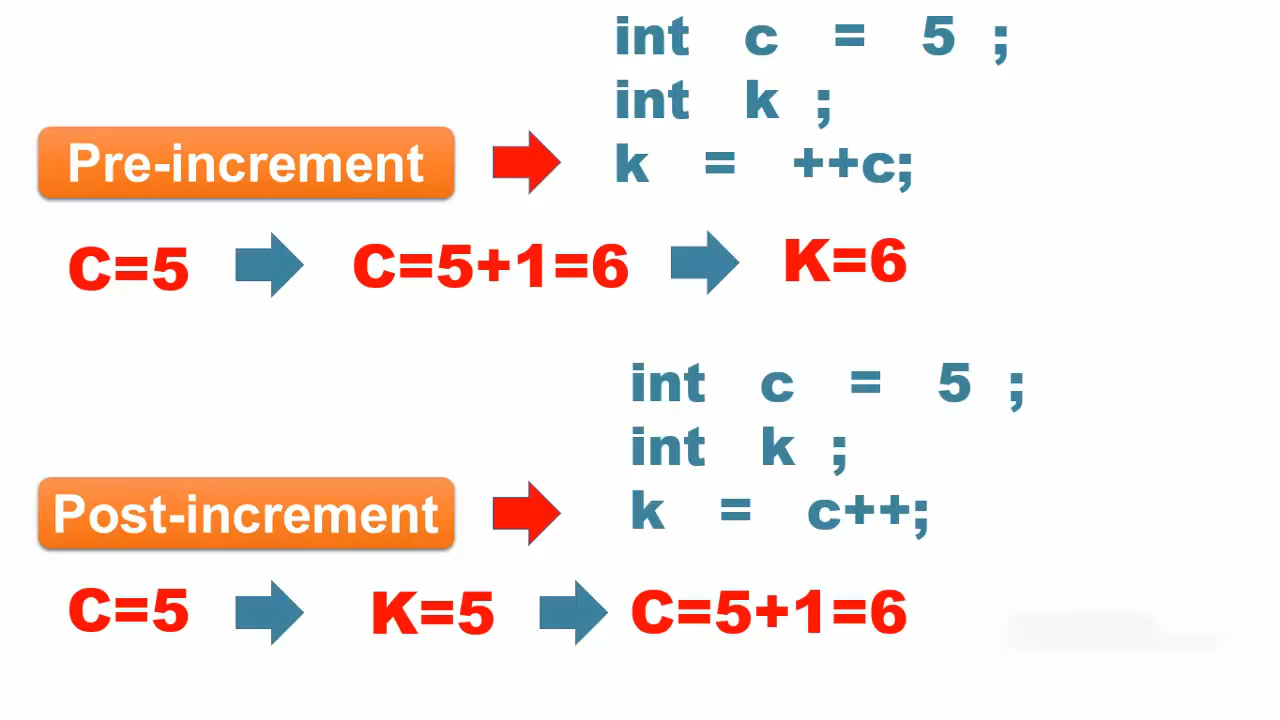 int c = 5 ;
int k ;
Pre-increment
k = ++c;
C=5
C=5+1=6
K=6
int c = 5 ;
int k ;
Post-increment
k = c++;
C=5
K=5
C=5+1=6